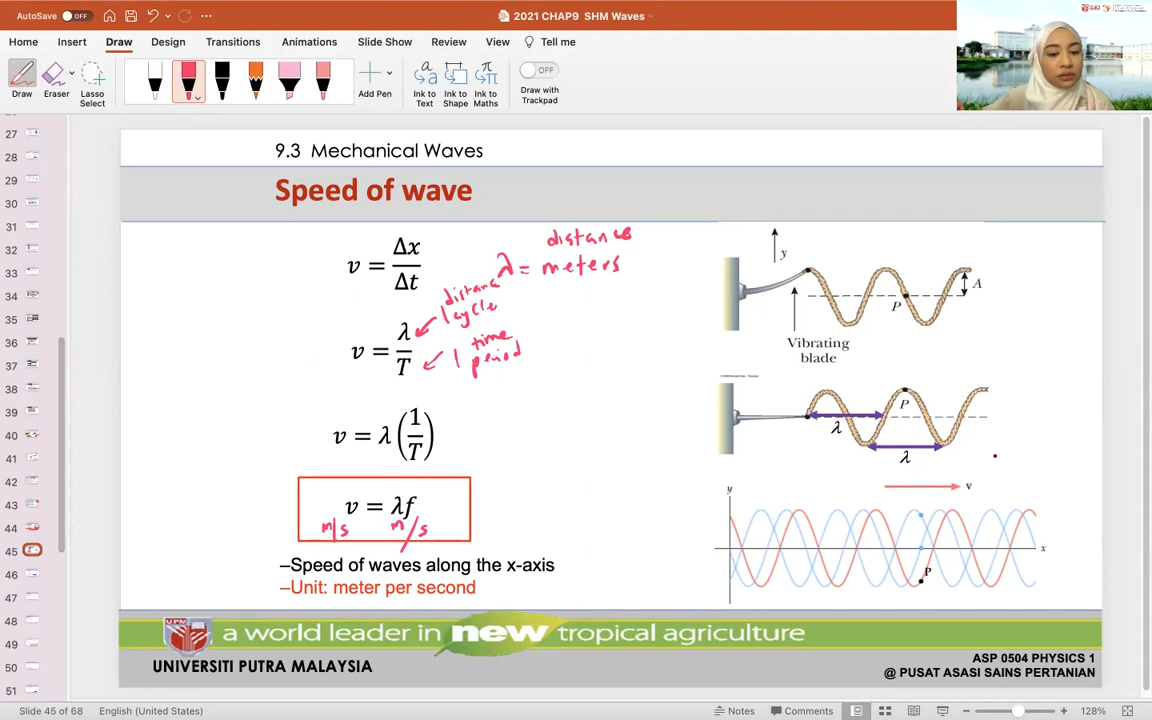 AutoSave OFF
2021 CHAP9 SHM Waves
Home Insert Draw Design Transitions Animations Slide Show Review View Tell me
Draw Eraser Lasso Select Add Pen Ink to Text Ink to Shape Ink to Maths OFF Draw with Trackpad
27
28
29
30
31
32
33
34
35
36
37
38
39
40
41
42
43
44
45
46
47
48
49
50
51
9.3 Mechanical Waves
Speed of wave
v = Δx/Δt
distance
λ = meters
distance
1 cycle
v = λ/T
1 time period
v = λ(1/T)
v = λf
m/s m/s
–Speed of waves along the x-axis
–Unit: meter per second
y
A
P
Vibrating
blade
P
λ
λ
v
y
x
P
UPM
a world leader in new tropical agriculture
UNIVERSITI PUTRA MALAYSIA
ASP 0504 PHYSICS 1
@ PUSAT ASASI SAINS PERTANIAN
Slide 45 of 68 English (United States) Notes Comments 128%